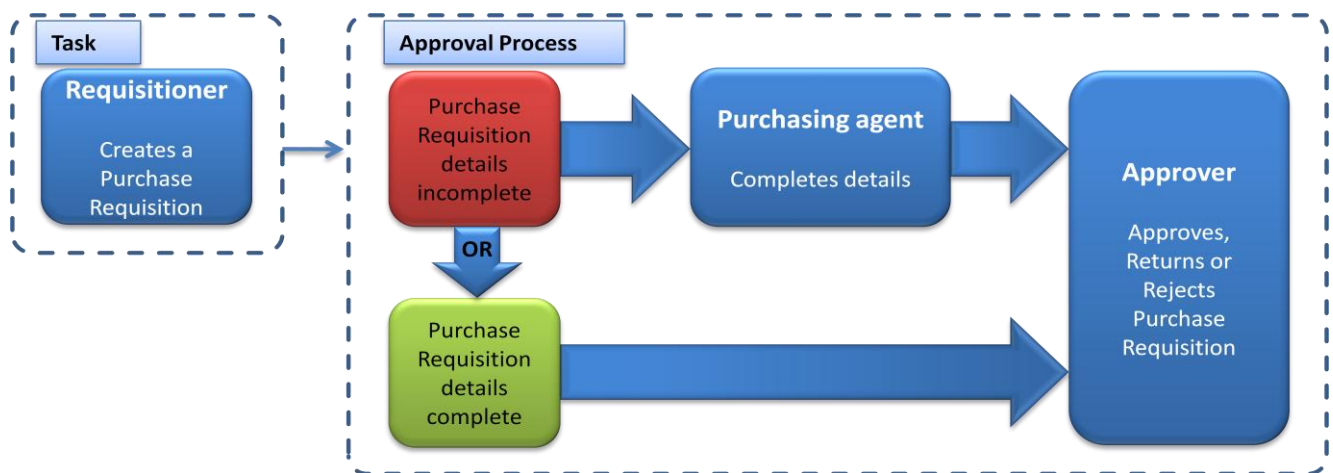 Task
Requisitioner
Creates a
Purchase
Requisition
Approval Process
Purchase
Requisition
details
incomplete
OR
Purchase
Requisition
details
complete
Purchasing agent
Completes details
Approver
Approves,
Returns or
Rejects
Purchase
Requisition